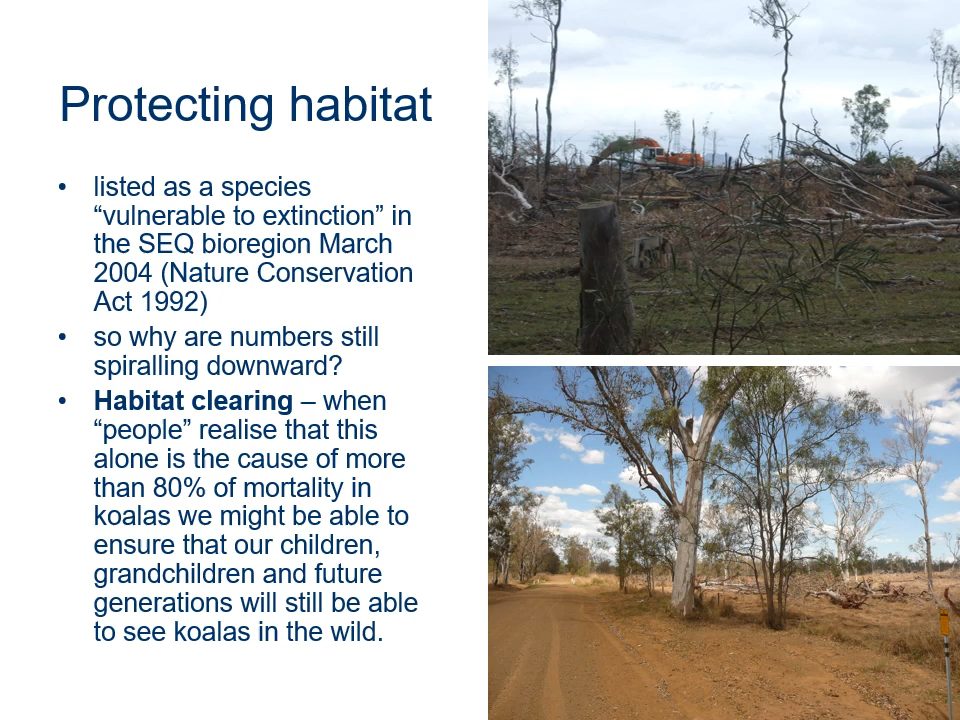 Protecting habitat
• listed as a species
“vulnerable to extinction” in
the SEQ bioregion March
2004 (Nature Conservation
Act 1992)
• so why are numbers still
spiralling downward?
• Habitat clearing – when
“people” realise that this
alone is the cause of more
than 80% of mortality in
koalas we might be able to
ensure that our children,
grandchildren and future
generations will still be able
to see koalas in the wild.